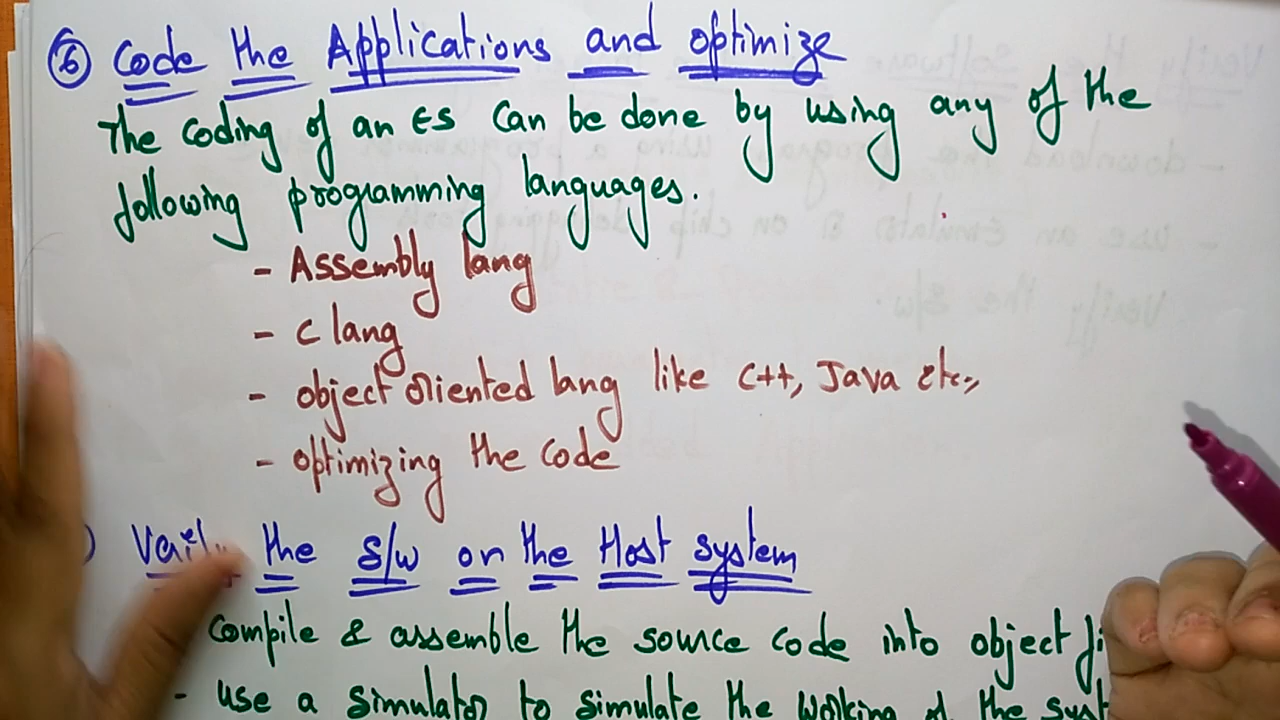 6 Code the Applications and optimize
The coding of an ES can be done by using any of the
following programming languages.
- Assembly lang
- C lang
- object oriented lang like C++, Java etc.,
- optimizing the code
) the S/w on the Host system
compile & assemble the source code into object fi
- use a simulator to simulate the working of the syst